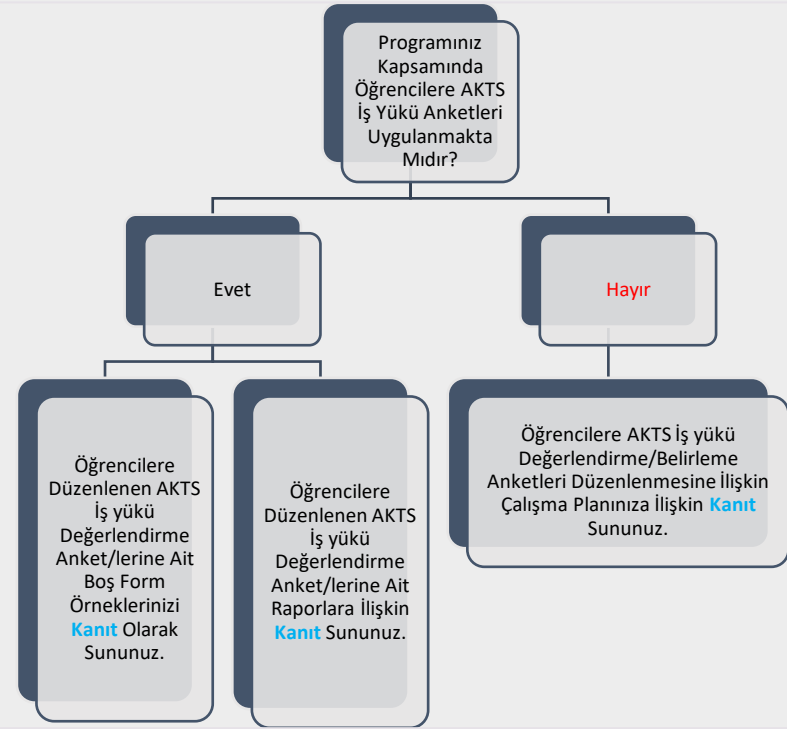 Programınız
Kapsamında
Öğrencilere AKTS
İş Yükü Anketleri
Uygulanmakta
Mıdır?
Evet
Hayır
Öğrencilere
Düzenlenen AKTS
İş yükü
Değerlendirme
Anket/lerine Ait
Boş Form
Örneklerinizi
Kanıt Olarak
Sununuz.
Öğrencilere
Düzenlenen AKTS
İş yükü
Değerlendirme
Anket/lerine Ait
Raporlara İlişkin
Kanıt Sununuz.
Öğrencilere AKTS İş yükü
Değerlendirme/Belirleme
Anketleri Düzenlenmesine İlişkin
Çalışma Planınıza İlişkin Kanıt
Sununuz.